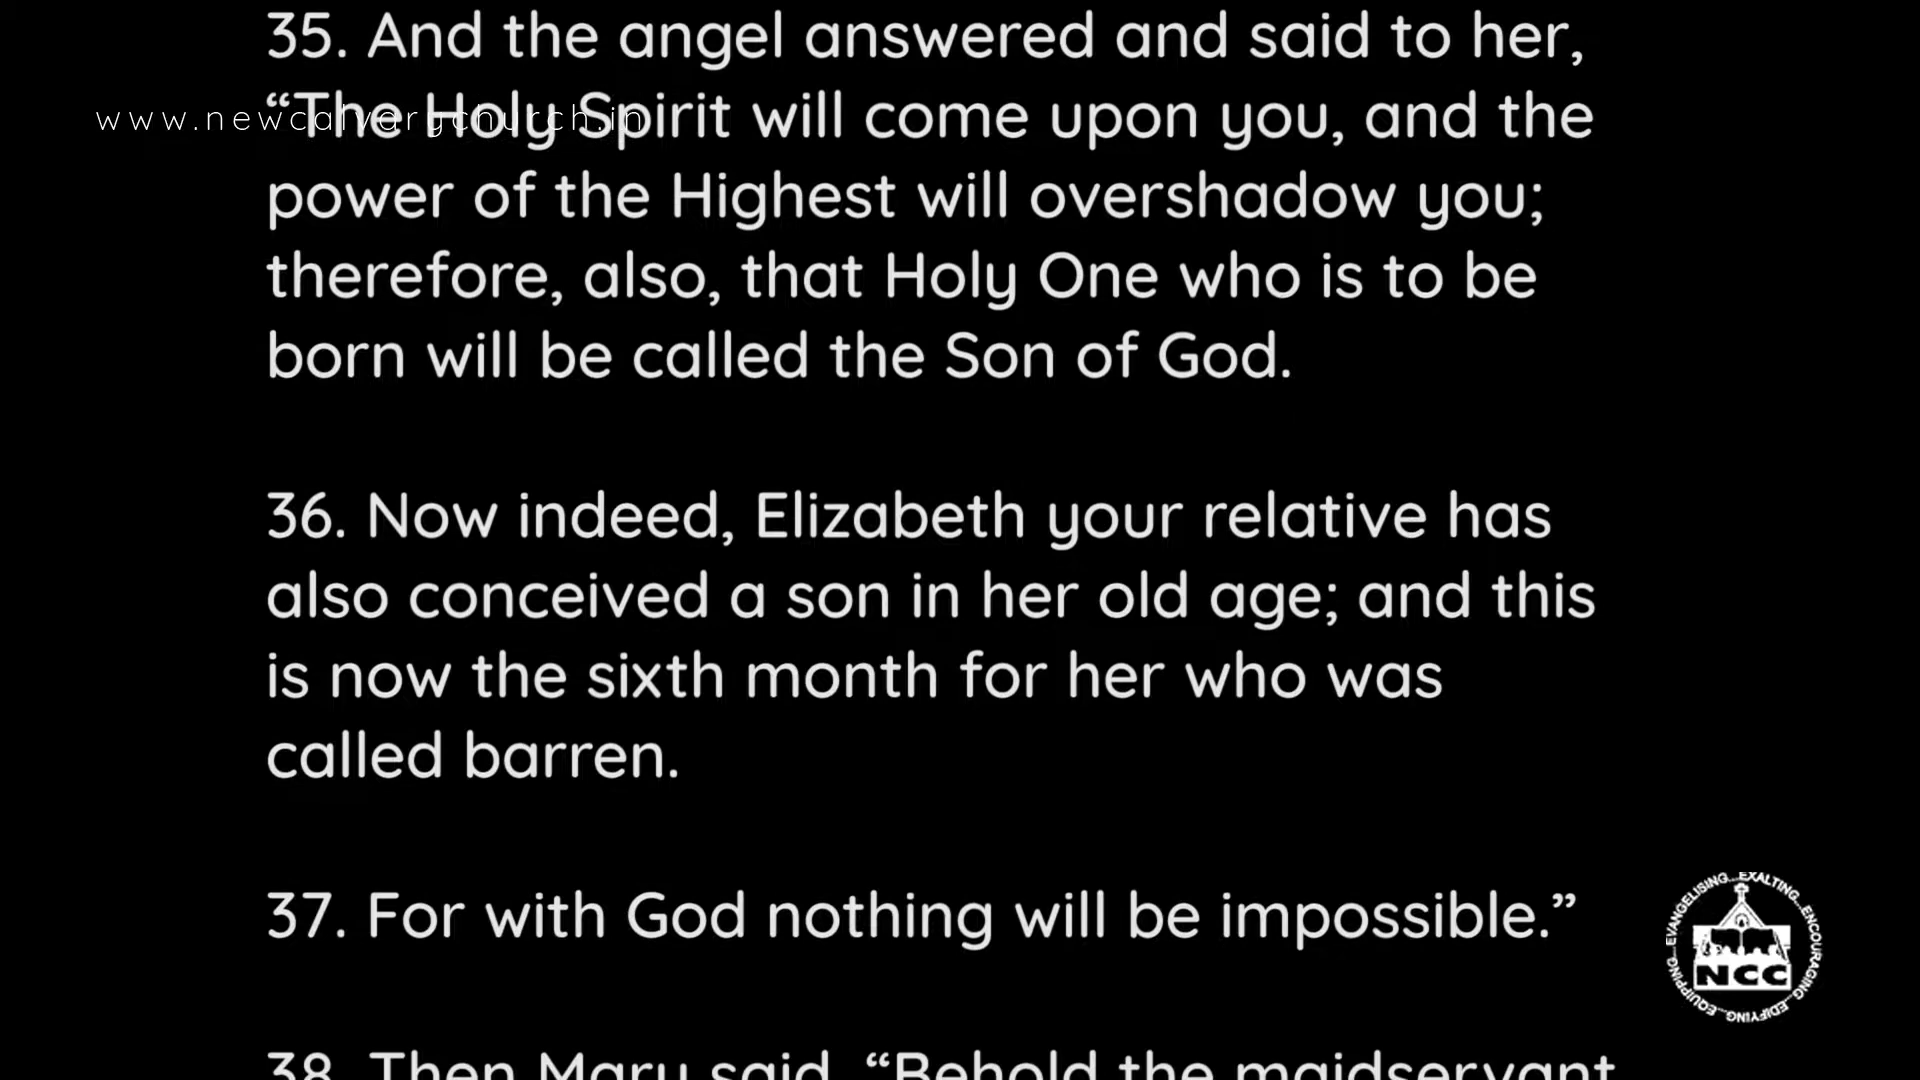 35. And the angel answered and said to her,
www.newcalvarychurch.in
“The Holy Spirit will come upon you, and the
power of the Highest will overshadow you;
therefore, also, that Holy One who is to be
born will be called the Son of God.
36. Now indeed, Elizabeth your relative has
also conceived a son in her old age; and this
is now the sixth month for her who was
called barren.
37. For with God nothing will be impossible.”
EQUIPPING...EVANGELISING...EXALTING...ENCOURAGING...EDIFYING...
NCC
38. Then Mary said, “Behold the maidservant